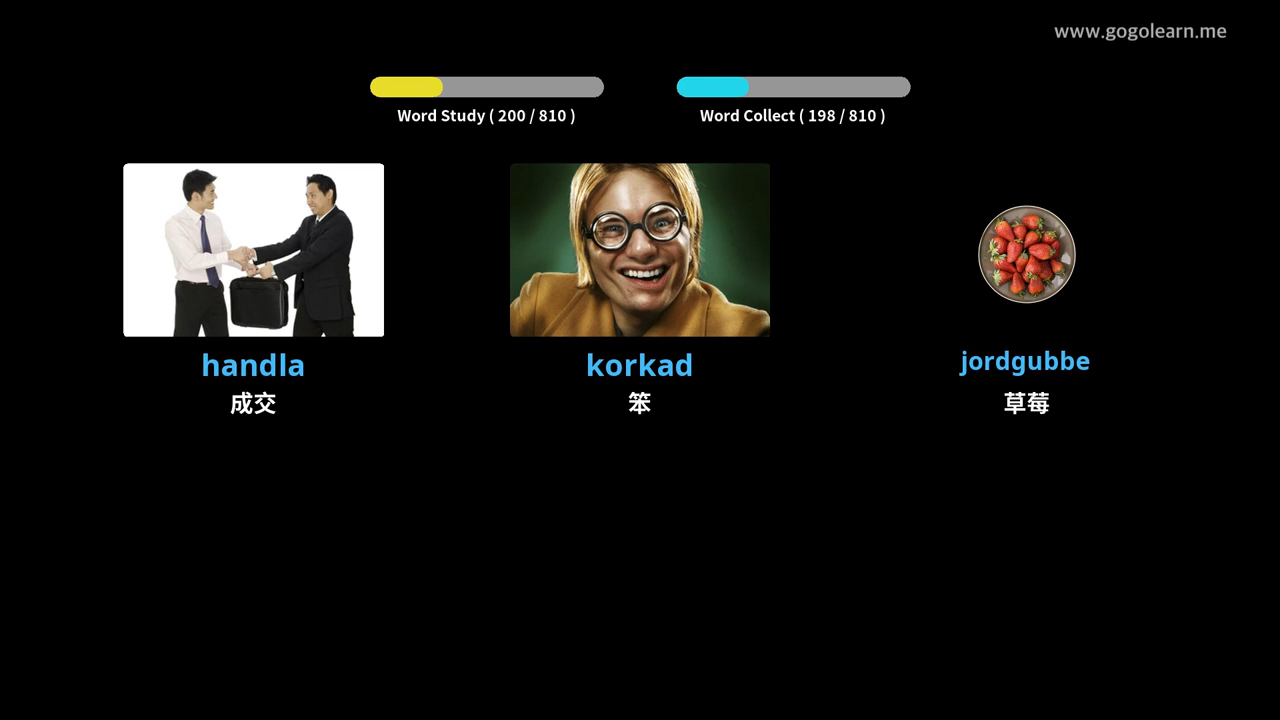 www.gogolearn.me
Word Study ( 200 / 810 )
Word Collect ( 198 / 810 )
handla
成交
korkad
笨
jordgubbe
草莓